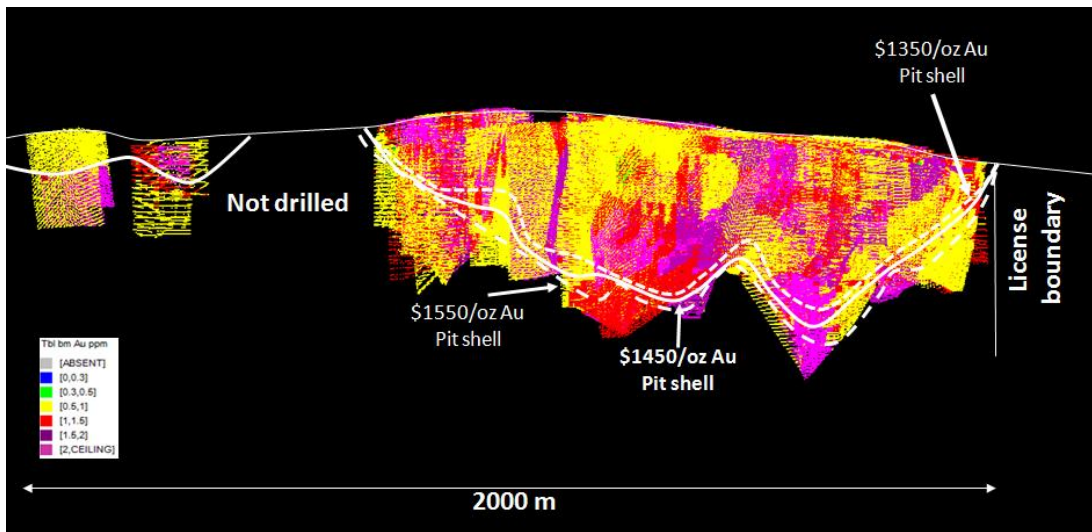 $1350/oz Au
Pit shell
Not drilled
License
boundary
$1550/oz Au
Pit shell
$1450/oz Au
Pit shell
Tbl bm Au ppm
[ABSENT]
[0,0.3]
[0.3,0.5]
[0.5,1]
[1,1.5]
[1.5,2]
[2,CEILING]
2000 m